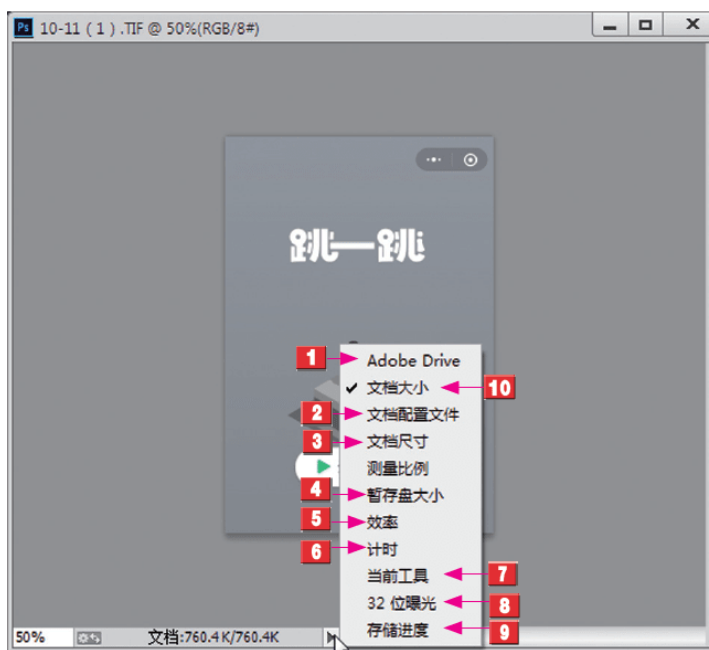 Ps 10-11 ( 1 ) .TIF @ 50%(RGB/8#)
跳一跳
1 Adobe Drive
✔ 文档大小 10
2 文档配置文件
3 文档尺寸
测量比例
4 暂存盘大小
5 效率
6 计时
当前工具 7
32 位曝光 8
存储进度 9
50% 文档:760.4K/760.4K